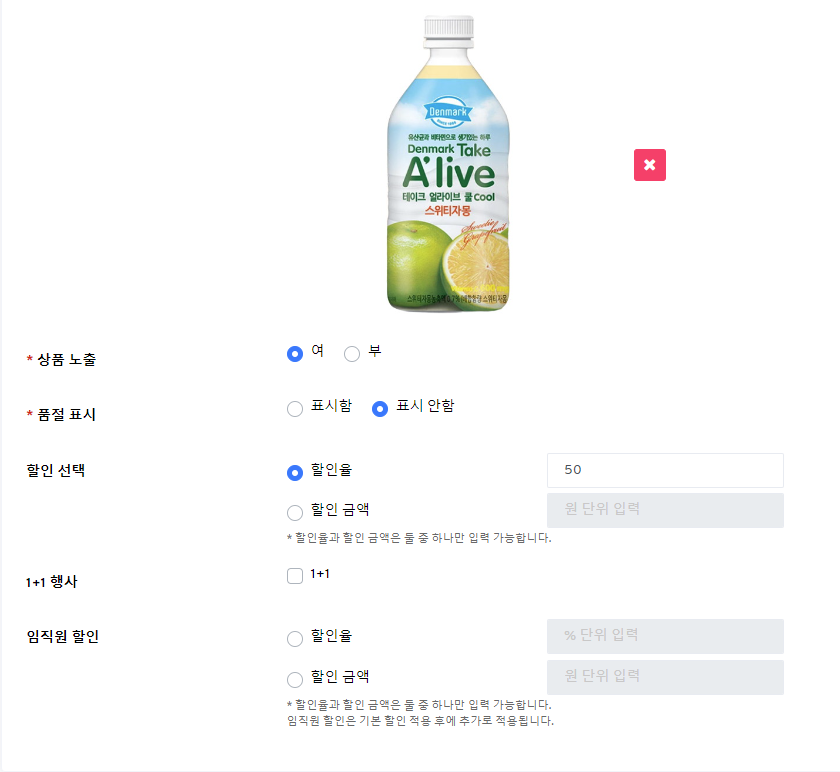 Denmark
Since 1985
유산균과 비타민으로 생기있는 하루
Denmark Take
A'live
테이크 얼라이브 쿨 Cool
스위티자몽
Sweetie
Grapefruit
* 상품 노출 여 부
* 품절 표시 표시함 표시 안함
할인 선택 할인율 50
할인 금액 원 단위 입력
* 할인율과 할인 금액은 둘 중 하나만 입력 가능합니다.
1+1 행사 1+1
임직원 할인 할인율 % 단위 입력
할인 금액 원 단위 입력
* 할인율과 할인 금액은 둘 중 하나만 입력 가능합니다.
임직원 할인은 기본 할인 적용 후에 추가로 적용됩니다.